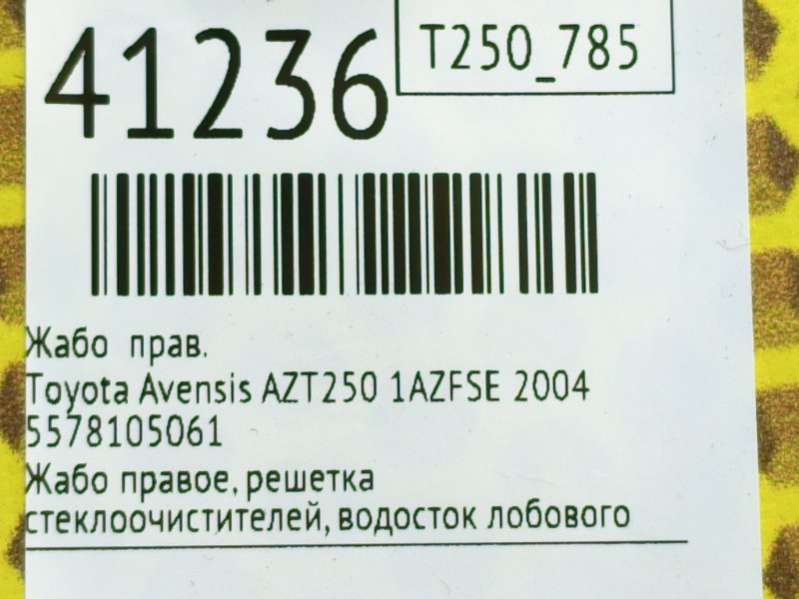 41236
T250_785
Жабо прав.
Toyota Avensis AZT250 1AZFSE 2004
5578105061
Жабо правое, решетка
стеклоочистителей, водосток лобового